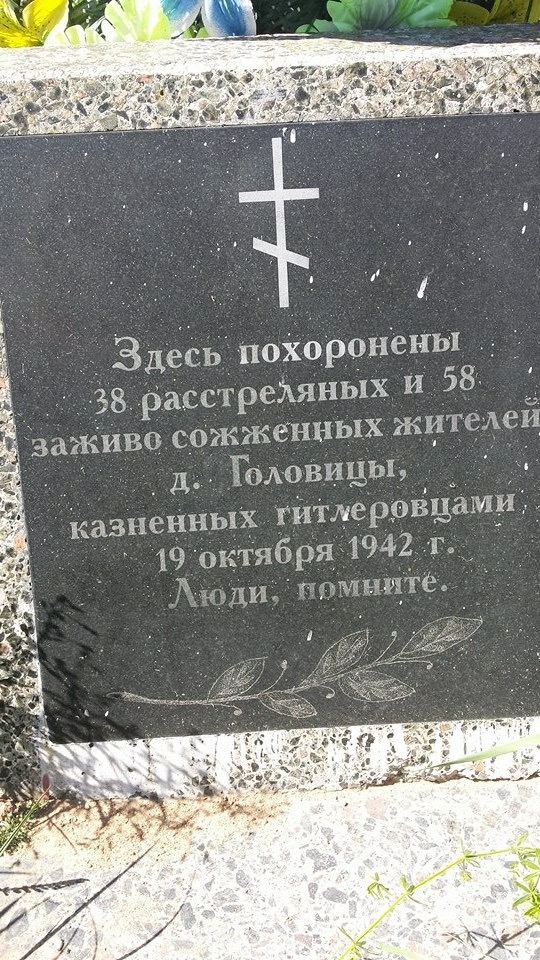 Здесь похоронены
38 расстреляных и 58
заживо сожженных жителей
д. Головицы,
казненных гитлеровцами
19 октября 1942 г.
Люди, помните.